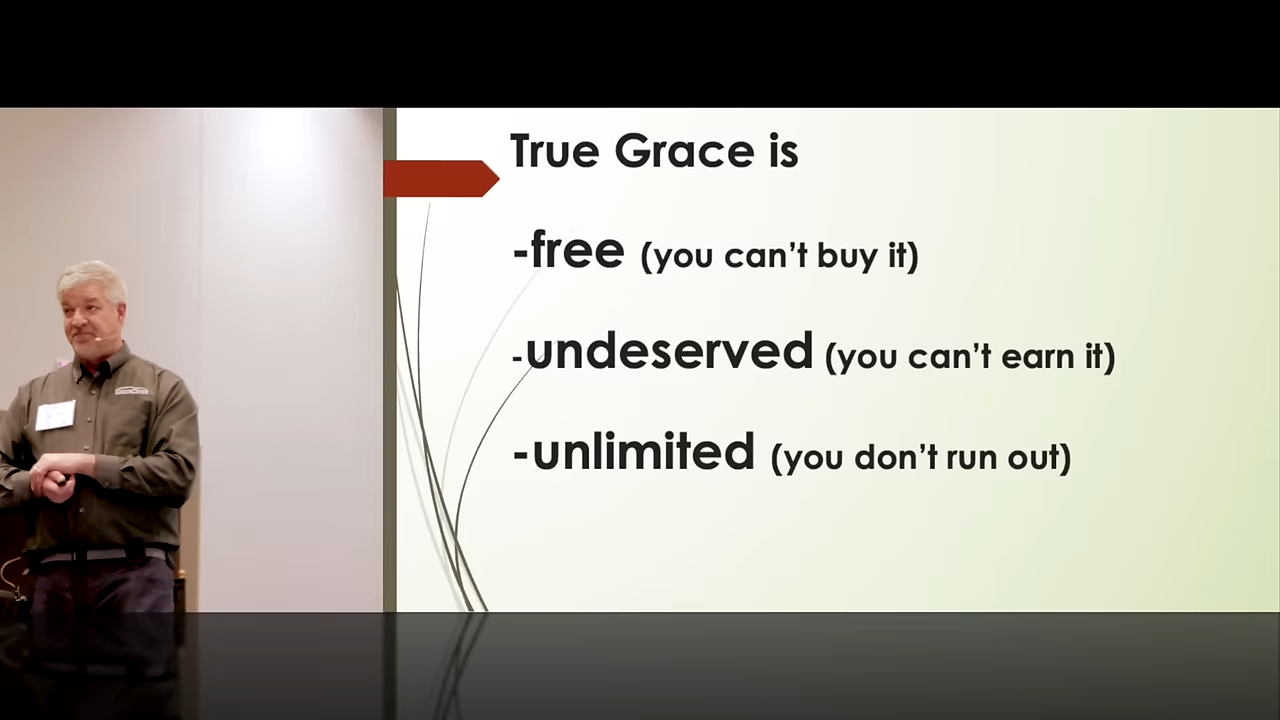 True Grace is
-free (you can't buy it)
-undeserved (you can't earn it)
-unlimited (you don't run out)